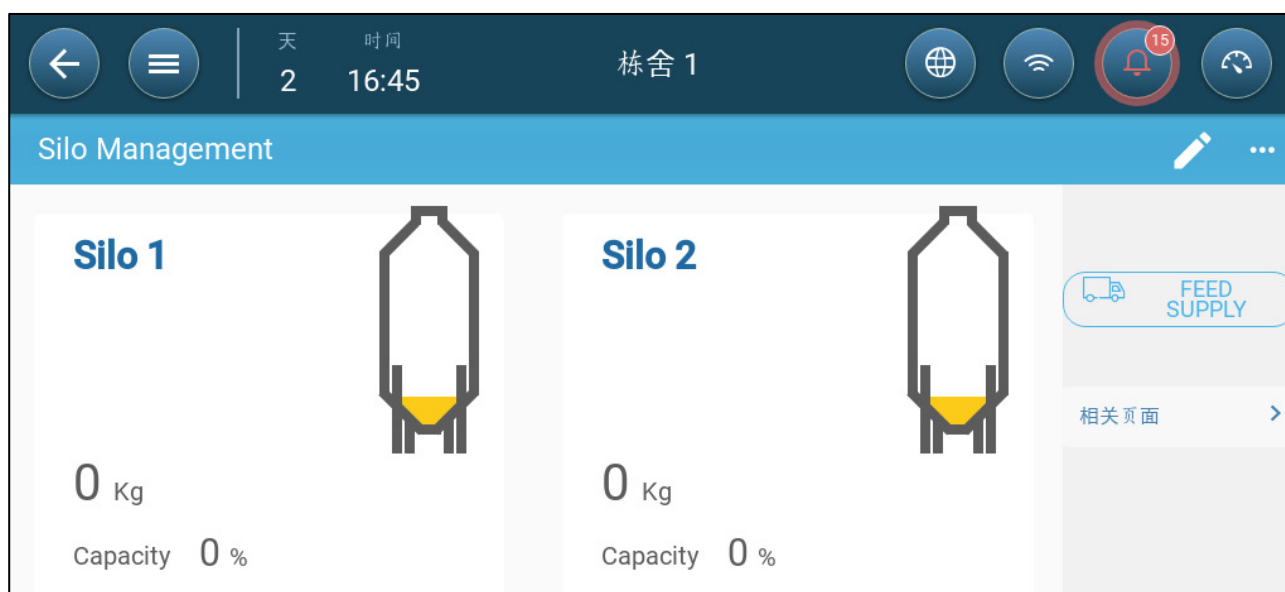 天
时间
2
16:45
栋舍 1
15
Silo Management
Silo 1
Silo 2
FEED
SUPPLY
相关页面
0 Kg
0 Kg
Capacity 0 %
Capacity 0 %